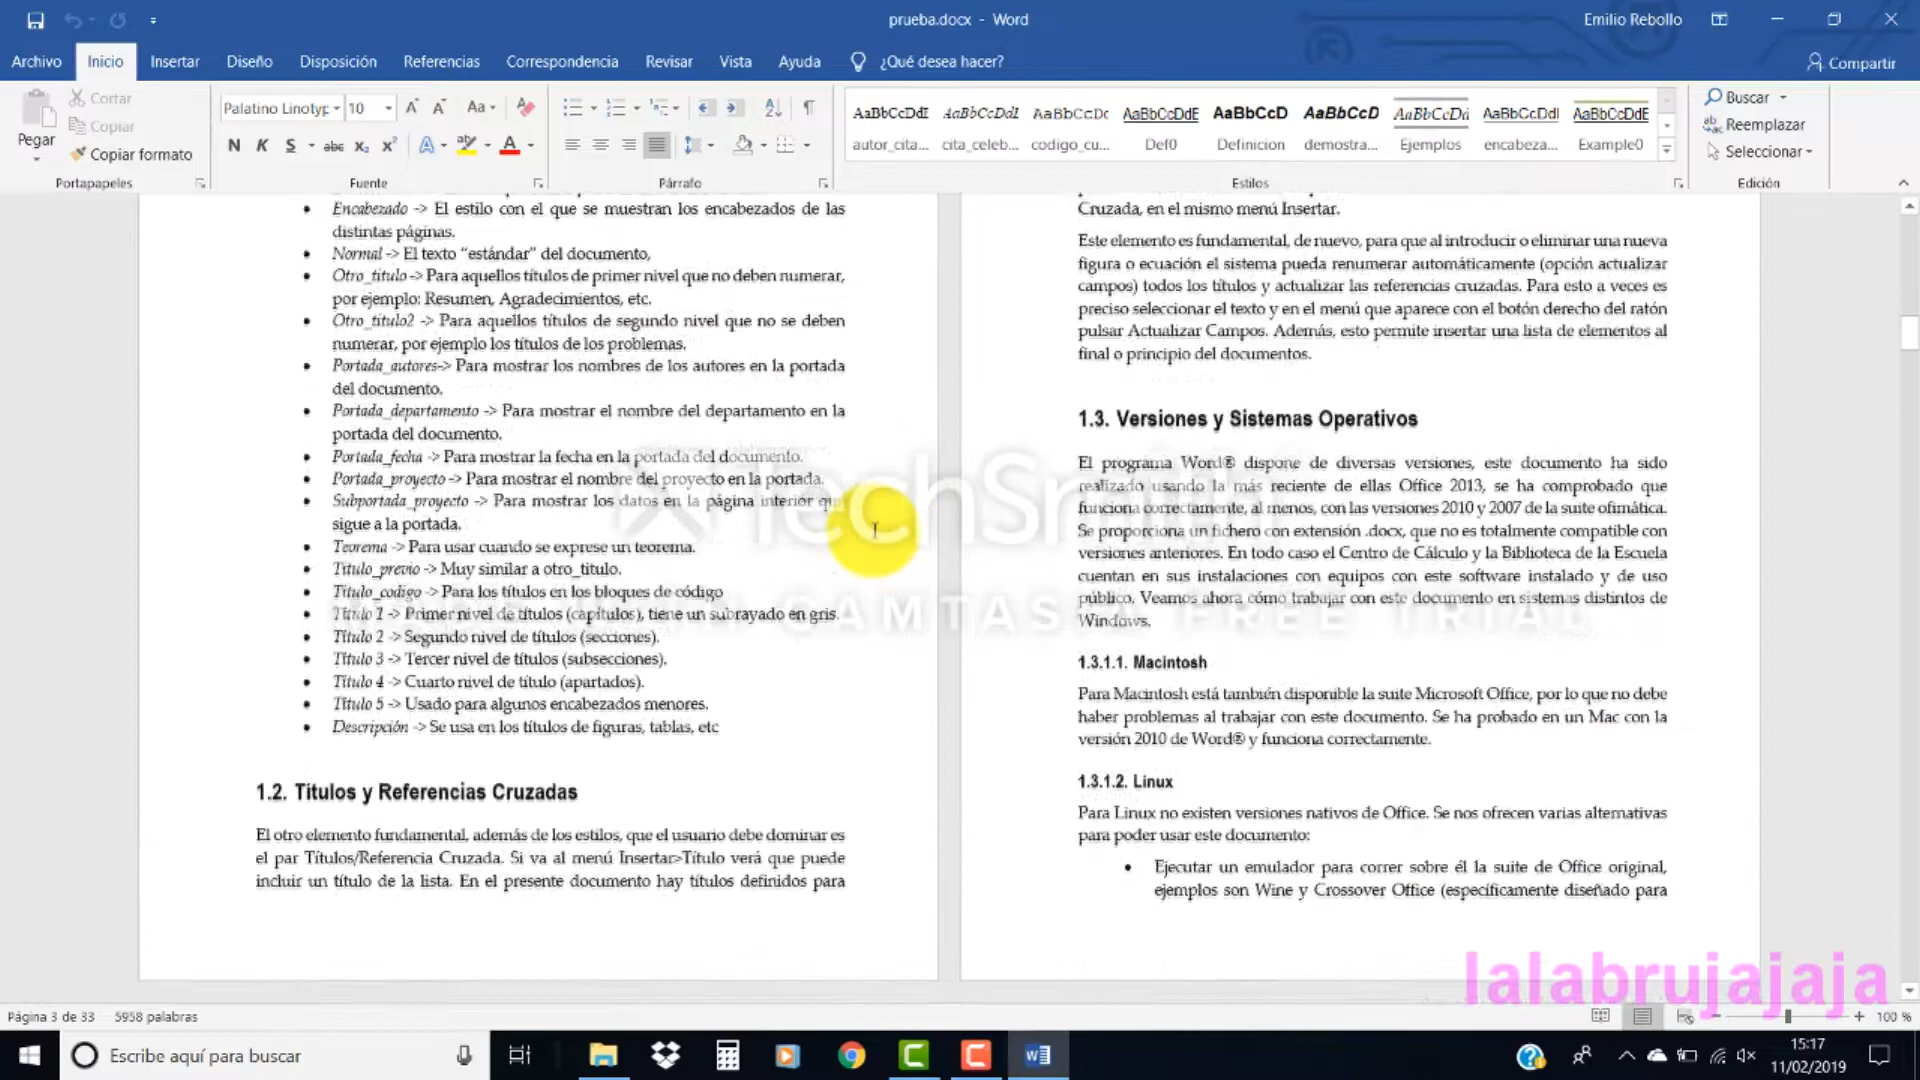 prueba.docx - Word
Emilio Rebollo
Archivo Inicio Insertar Diseño Disposición Referencias Correspondencia Revisar Vista Ayuda ¿Qué desea hacer?
Compartir
Pegar
Cortar
Copiar
Copiar formato
Portapapeles
Palatino Linotyp 10
Aa
N K S abc x₂ x²
Fuente
Párrafo
AaBbCcDdE AaBbCcDdE AaBbCcDc AaBbCcDdE AaBbCcD AaBbCcD AaBbCcDd AaBbCcDdI AaBbCcDdE
autor_cita... cita_celeb... codigo_cu... Def0 Definicion demostra... Ejemplos encabeza... Example0
Estilos
Buscar
Reemplazar
Seleccionar
Edición
• Encabezado -> El estilo con el que se muestran los encabezados de las
distintas páginas.
• Normal -> El texto “estándar” del documento,
• Otro_titulo -> Para aquellos títulos de primer nivel que no deben numerar,
por ejemplo: Resumen, Agradecimientos, etc.
• Otro_titulo2 -> Para aquellos títulos de segundo nivel que no se deben
numerar, por ejemplo los títulos de los problemas.
• Portada_autores-> Para mostrar los nombres de los autores en la portada
del documento.
• Portada_departamento -> Para mostrar el nombre del departamento en la
portada del documento.
• Portada_fecha -> Para mostrar la fecha en la portada del documento.
• Portada_proyecto -> Para mostrar el nombre del proyecto en la portada.
• Subportada_proyecto -> Para mostrar los datos en la página interior que
sigue a la portada.
• Teorema -> Para usar cuando se exprese un teorema.
• Titulo_previo -> Muy similar a otro_titulo.
• Titulo_codigo -> Para los títulos en los bloques de código
• Título 1 -> Primer nivel de títulos (capítulos), tiene un subrayado en gris.
• Título 2 -> Segundo nivel de títulos (secciones).
• Título 3 -> Tercer nivel de títulos (subsecciones).
• Título 4 -> Cuarto nivel de título (apartados).
• Título 5 -> Usado para algunos encabezados menores.
• Descripción -> Se usa en los títulos de figuras, tablas, etc
1.2. Títulos y Referencias Cruzadas
El otro elemento fundamental, además de los estilos, que el usuario debe dominar es
el par Títulos/Referencia Cruzada. Si va al menú Insertar>Título verá que puede
incluir un título de la lista. En el presente documento hay títulos definidos para
Cruzada, en el mismo menú Insertar.
Este elemento es fundamental, de nuevo, para que al introducir o eliminar una nueva
figura o ecuación el sistema pueda renumerar automáticamente (opción actualizar
campos) todos los títulos y actualizar las referencias cruzadas. Para esto a veces es
preciso seleccionar el texto y en el menú que aparece con el botón derecho del ratón
pulsar Actualizar Campos. Además, esto permite insertar una lista de elementos al
final o principio del documentos.
1.3. Versiones y Sistemas Operativos
El programa Word® dispone de diversas versiones, este documento ha sido
realizado usando la más reciente de ellas Office 2013, se ha comprobado que
funciona correctamente, al menos, con las versiones 2010 y 2007 de la suite ofimática.
Se proporciona un fichero con extensión .docx, que no es totalmente compatible con
versiones anteriores. En todo caso el Centro de Cálculo y la Biblioteca de la Escuela
cuentan en sus instalaciones con equipos con este software instalado y de uso
público. Veamos ahora cómo trabajar con este documento en sistemas distintos de
Windows.
1.3.1.1. Macintosh
Para Macintosh está también disponible la suite Microsoft Office, por lo que no debe
haber problemas al trabajar con este documento. Se ha probado en un Mac con la
versión 2010 de Word® y funciona correctamente.
1.3.1.2. Linux
Para Linux no existen versiones nativos de Office. Se nos ofrecen varias alternativas
para poder usar este documento:
• Ejecutar un emulador para correr sobre él la suite de Office original,
ejemplos son Wine y Crossover Office (específicamente diseñado para
TechSmith
CAMTASIA FREE TRIAL
lalabrujajaja
Página 3 de 33 5958 palabras
100 %
Escribe aquí para buscar
15:17
11/02/2019